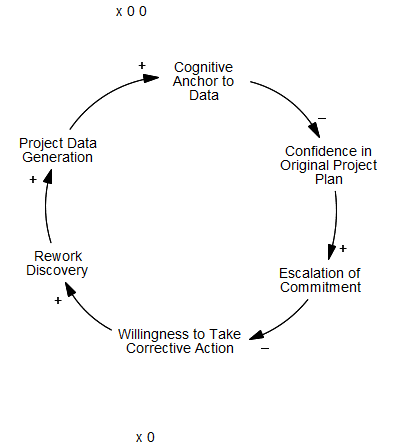 x 0 0
+
Cognitive
Anchor to
Data
–
Project Data
Generation
+
Confidence in
Original Project
Plan
+
Rework
Discovery
+
Escalation of
Commitment
–
Willingness to Take
Corrective Action
x 0